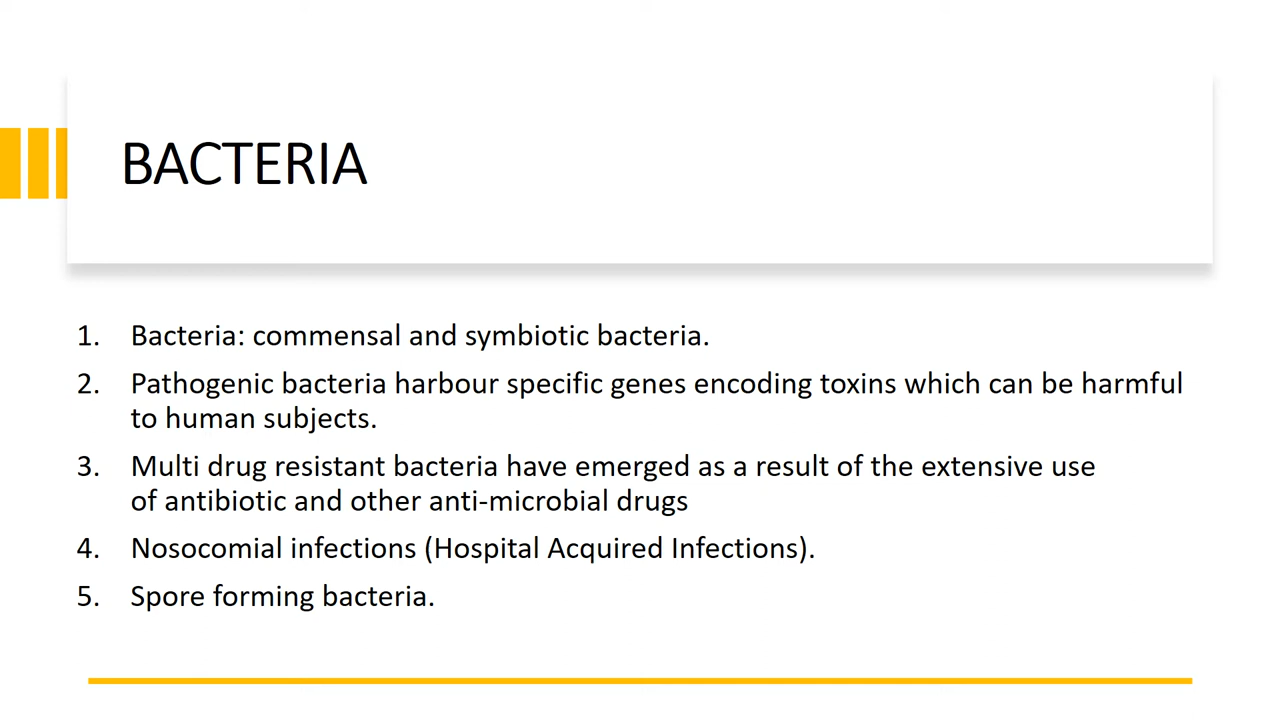 BACTERIA
1. Bacteria: commensal and symbiotic bacteria.
2. Pathogenic bacteria harbour specific genes encoding toxins which can be harmful
to human subjects.
3. Multi drug resistant bacteria have emerged as a result of the extensive use
of antibiotic and other anti-microbial drugs
4. Nosocomial infections (Hospital Acquired Infections).
5. Spore forming bacteria.